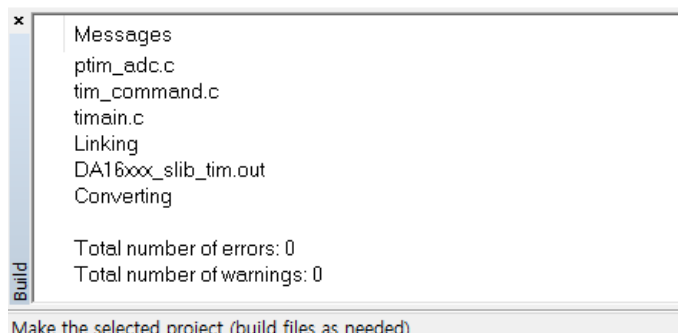 Messages
ptim_adc.c
tim_command.c
timain.c
Linking
DA16xxx_slib_tim.out
Converting
Total number of errors: 0
Total number of warnings: 0
Build
Make the selected project (build files as needed)